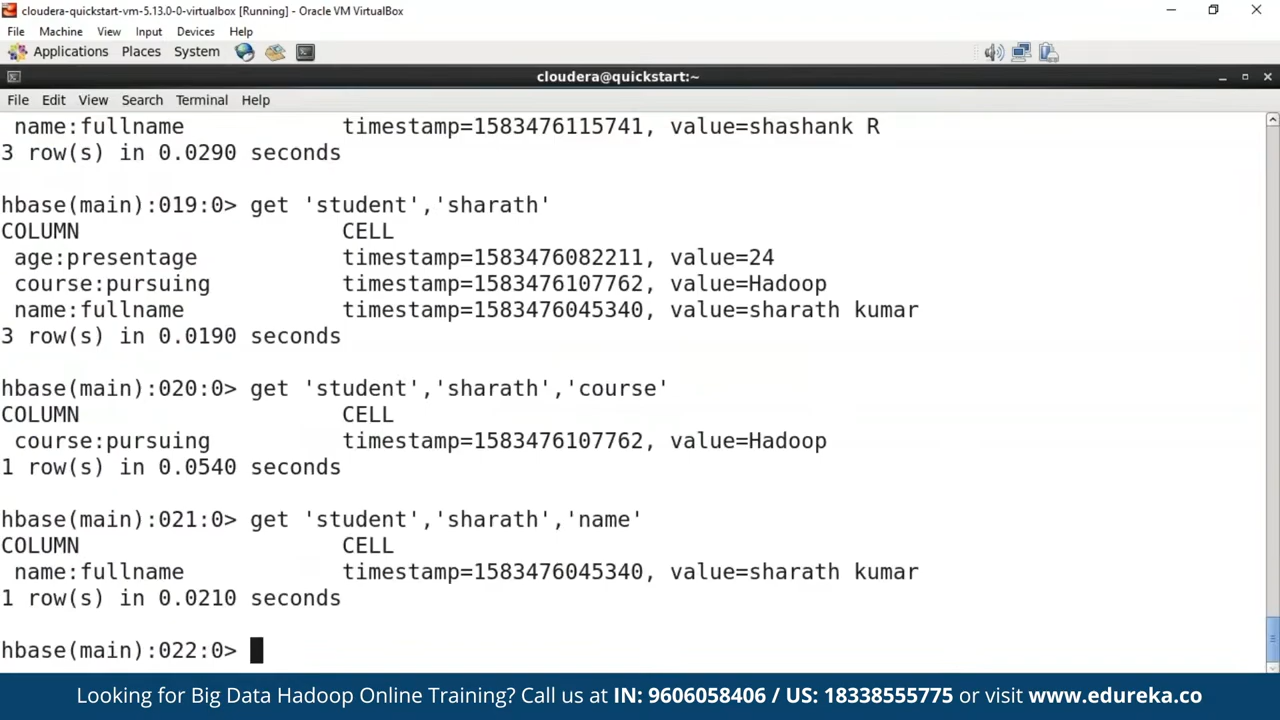 cloudera-quickstart-vm-5.13.0-0-virtualbox [Running] - Oracle VM VirtualBox
File Machine View Input Devices Help
Applications Places System
cloudera@quickstart:~
File Edit View Search Terminal Help
name:fullname timestamp=1583476115741, value=shashank R
3 row(s) in 0.0290 seconds
hbase(main):019:0> get 'student','sharath'
COLUMN CELL
age:presentage timestamp=1583476082211, value=24
course:pursuing timestamp=1583476107762, value=Hadoop
name:fullname timestamp=1583476045340, value=sharath kumar
3 row(s) in 0.0190 seconds
hbase(main):020:0> get 'student','sharath','course'
COLUMN CELL
course:pursuing timestamp=1583476107762, value=Hadoop
1 row(s) in 0.0540 seconds
hbase(main):021:0> get 'student','sharath','name'
COLUMN CELL
name:fullname timestamp=1583476045340, value=sharath kumar
1 row(s) in 0.0210 seconds
hbase(main):022:0>
Looking for Big Data Hadoop Online Training? Call us at IN: 9606058406 / US: 18338555775 or visit www.edureka.co